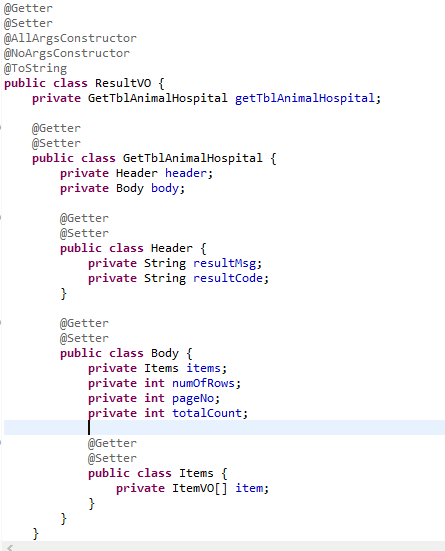 @Getter
@Setter
@AllArgsConstructor
@NoArgsConstructor
@ToString
public class ResultVO {
    private GetTblAnimalHospital getTblAnimalHospital;

    @Getter
    @Setter
    public class GetTblAnimalHospital {
        private Header header;
        private Body body;

        @Getter
        @Setter
        public class Header {
            private String resultMsg;
            private String resultCode;
        }

        @Getter
        @Setter
        public class Body {
            private Items items;
            private int numOfRows;
            private int pageNo;
            private int totalCount;

            @Getter
            @Setter
            public class Items {
                private ItemVO[] item;
            }
        }
    }